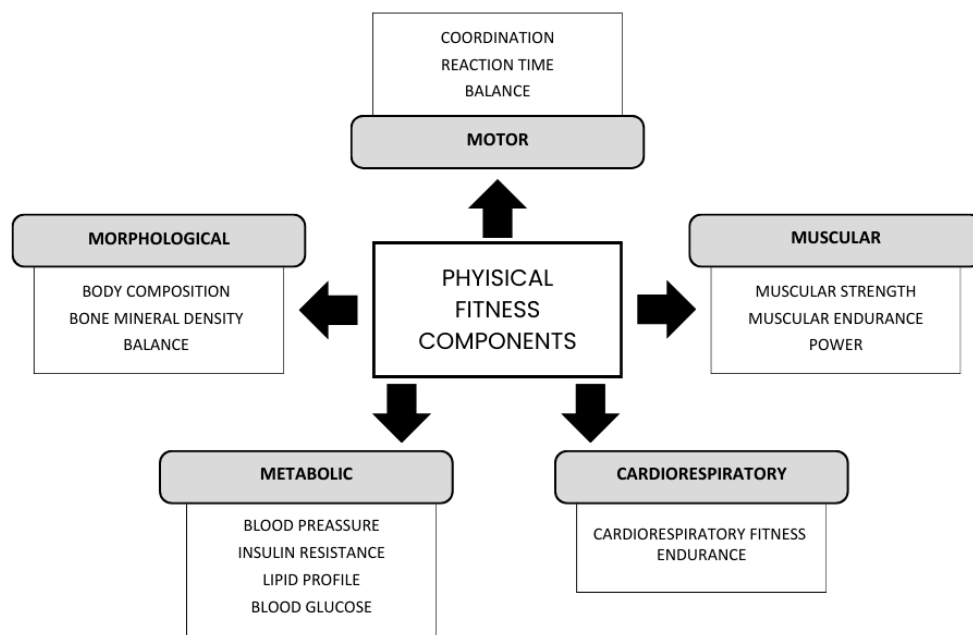 COORDINATION
REACTION TIME
BALANCE
MOTOR
MORPHOLOGICAL
BODY COMPOSITION
BONE MINERAL DENSITY
BALANCE
PHYISICAL
FITNESS
COMPONENTS
MUSCULAR
MUSCULAR STRENGTH
MUSCULAR ENDURANCE
POWER
METABOLIC
BLOOD PREASSURE
INSULIN RESISTANCE
LIPID PROFILE
BLOOD GLUCOSE
CARDIORESPIRATORY
CARDIORESPIRATORY FITNESS
ENDURANCE